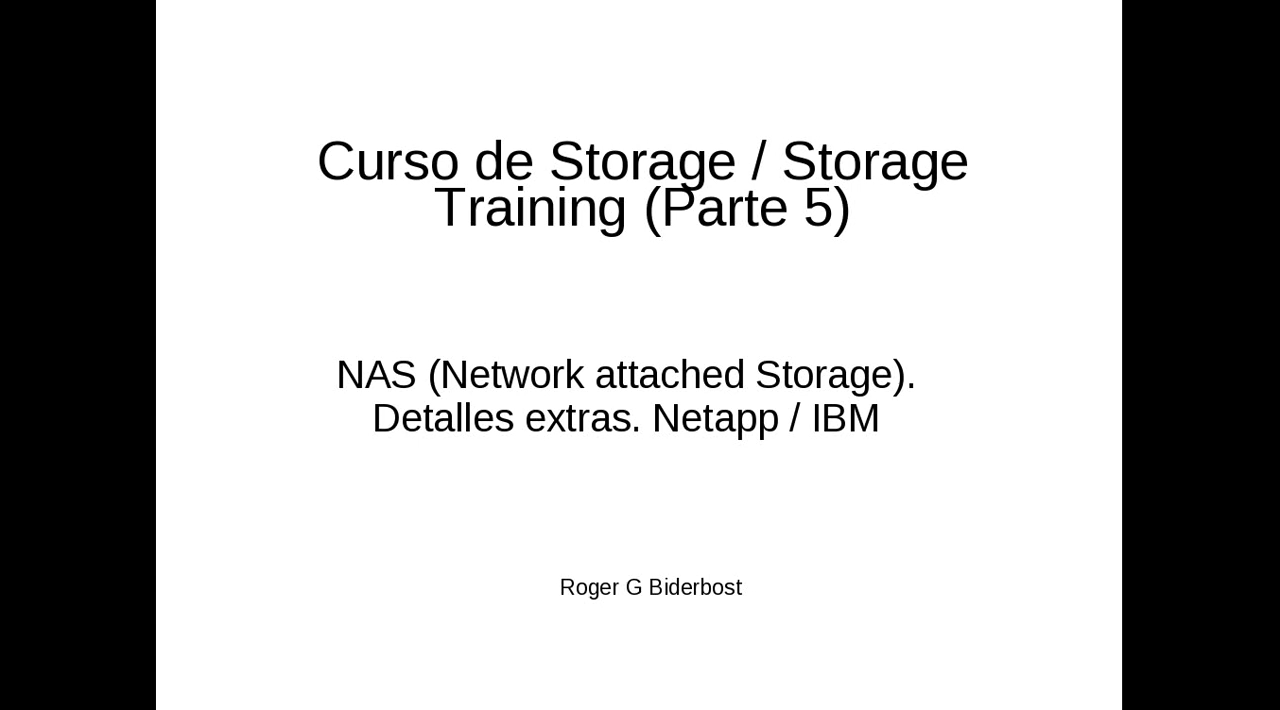 Curso de Storage / Storage
Training (Parte 5)
NAS (Network attached Storage).
Detalles extras. Netapp / IBM
Roger G Biderbost